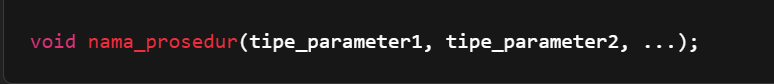 void nama_prosedur(tipe_parameter1, tipe_parameter2, ...);